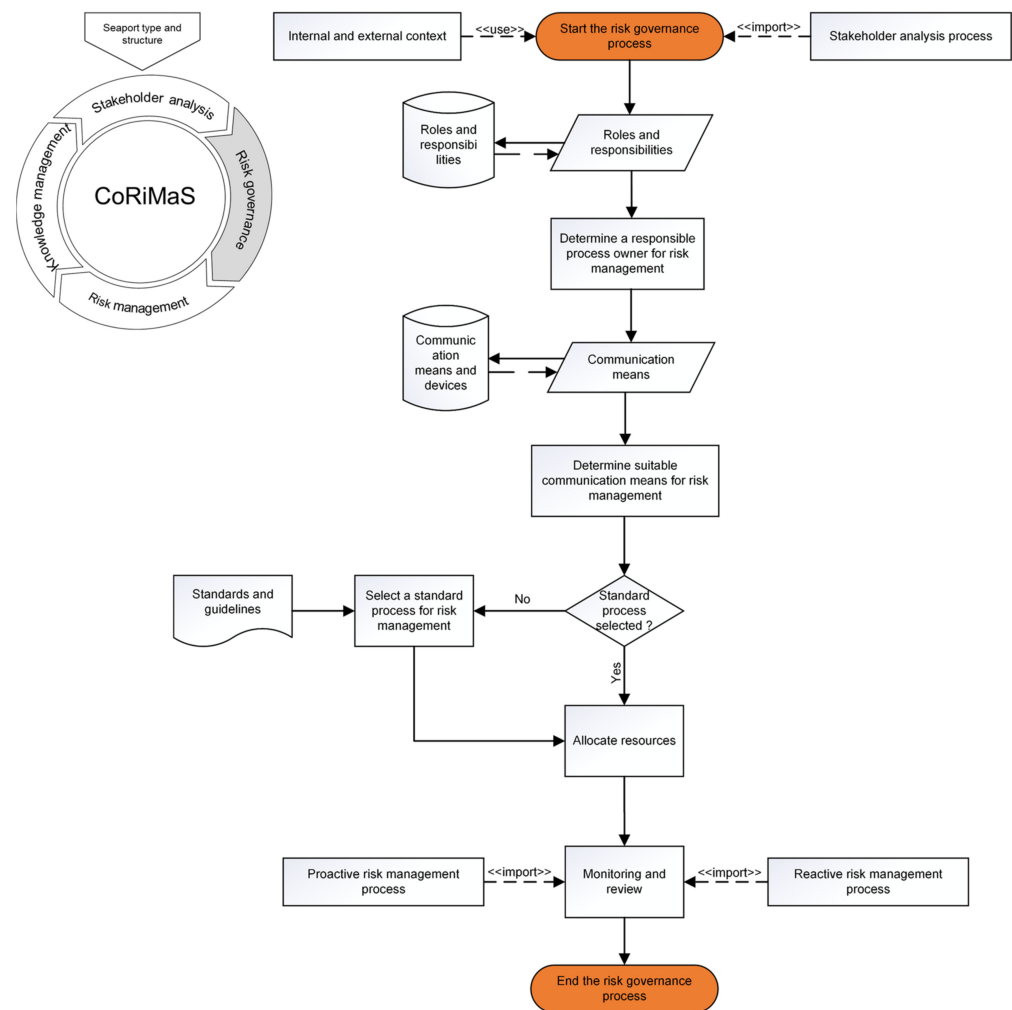 Seaport type and
structure
Stakeholder analysis
Risk governance
Risk management
Knowledge management
CoRiMaS
Internal and external context
<<use>>
Start the risk governance
process
<<import>>
Stakeholder analysis process
Roles and
responsibi
lities
Roles and
responsibilities
Determine a responsible
process owner for risk
management
Communic
ation
means and
devices
Communication
means
Determine suitable
communication means for risk
management
Standards and
guidelines
Select a standard
process for risk
management
No
Standard
process
selected ?
Yes
Allocate resources
Proactive risk management
process
<<import>>
Monitoring and
review
<<import>>
Reactive risk management
process
End the risk governance
process